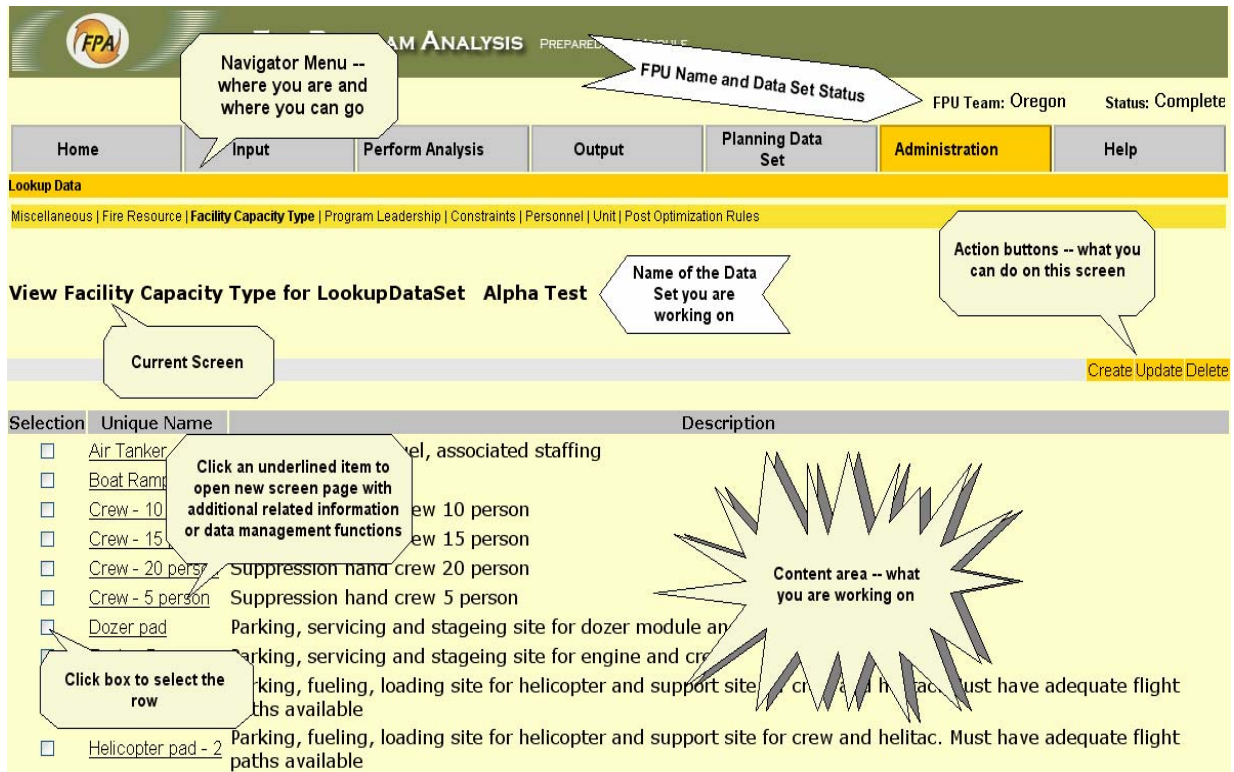 FPA
AM ANALYSIS PREPARED
Navigator Menu --
where you are and
where you can go
FPU Name and Data Set Status
FPU Team: Oregon Status: Complete
Home Input Perform Analysis Output Planning Data Set Administration Help
Lookup Data
Miscellaneous | Fire Resource | Facility Capacity Type | Program Leadership | Constraints | Personnel | Unit | Post Optimization Rules
Action buttons -- what you
can do on this screen
Name of the Data
Set you are
working on
View Facility Capacity Type for LookupDataSet Alpha Test
Current Screen
Create Update Delete
Selection Unique Name Description
Air Tanker uel, associated staffing
Boat Ramp
Click an underlined item to
open new screen page with
additional related information
or data management functions
Crew - 10 ew 10 person
Crew - 15 ew 15 person
Crew - 20 person Suppression hand crew 20 person
Crew - 5 person Suppression hand crew 5 person
Content area -- what
you are working on
Dozer pad Parking, servicing and stageing site for dozer module an
Parking, servicing and stageing site for engine and cre
Click box to select the
row
rking, fueling, loading site for helicopter and support site for crew and helitac. Must have adequate flight
ths available
Helicopter pad - 2 Parking, fueling, loading site for helicopter and support site for crew and helitac. Must have adequate flight
paths available